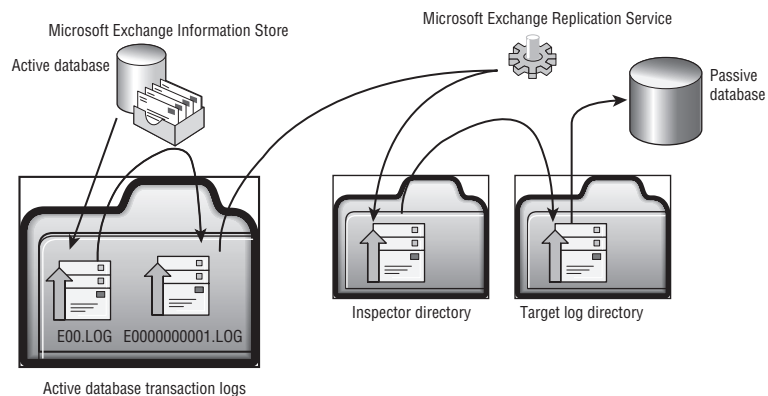 Microsoft Exchange Information Store
Active database
Microsoft Exchange Replication Service
Passive
database
E00.LOG
E0000000001.LOG
Inspector directory
Target log directory
Active database transaction logs